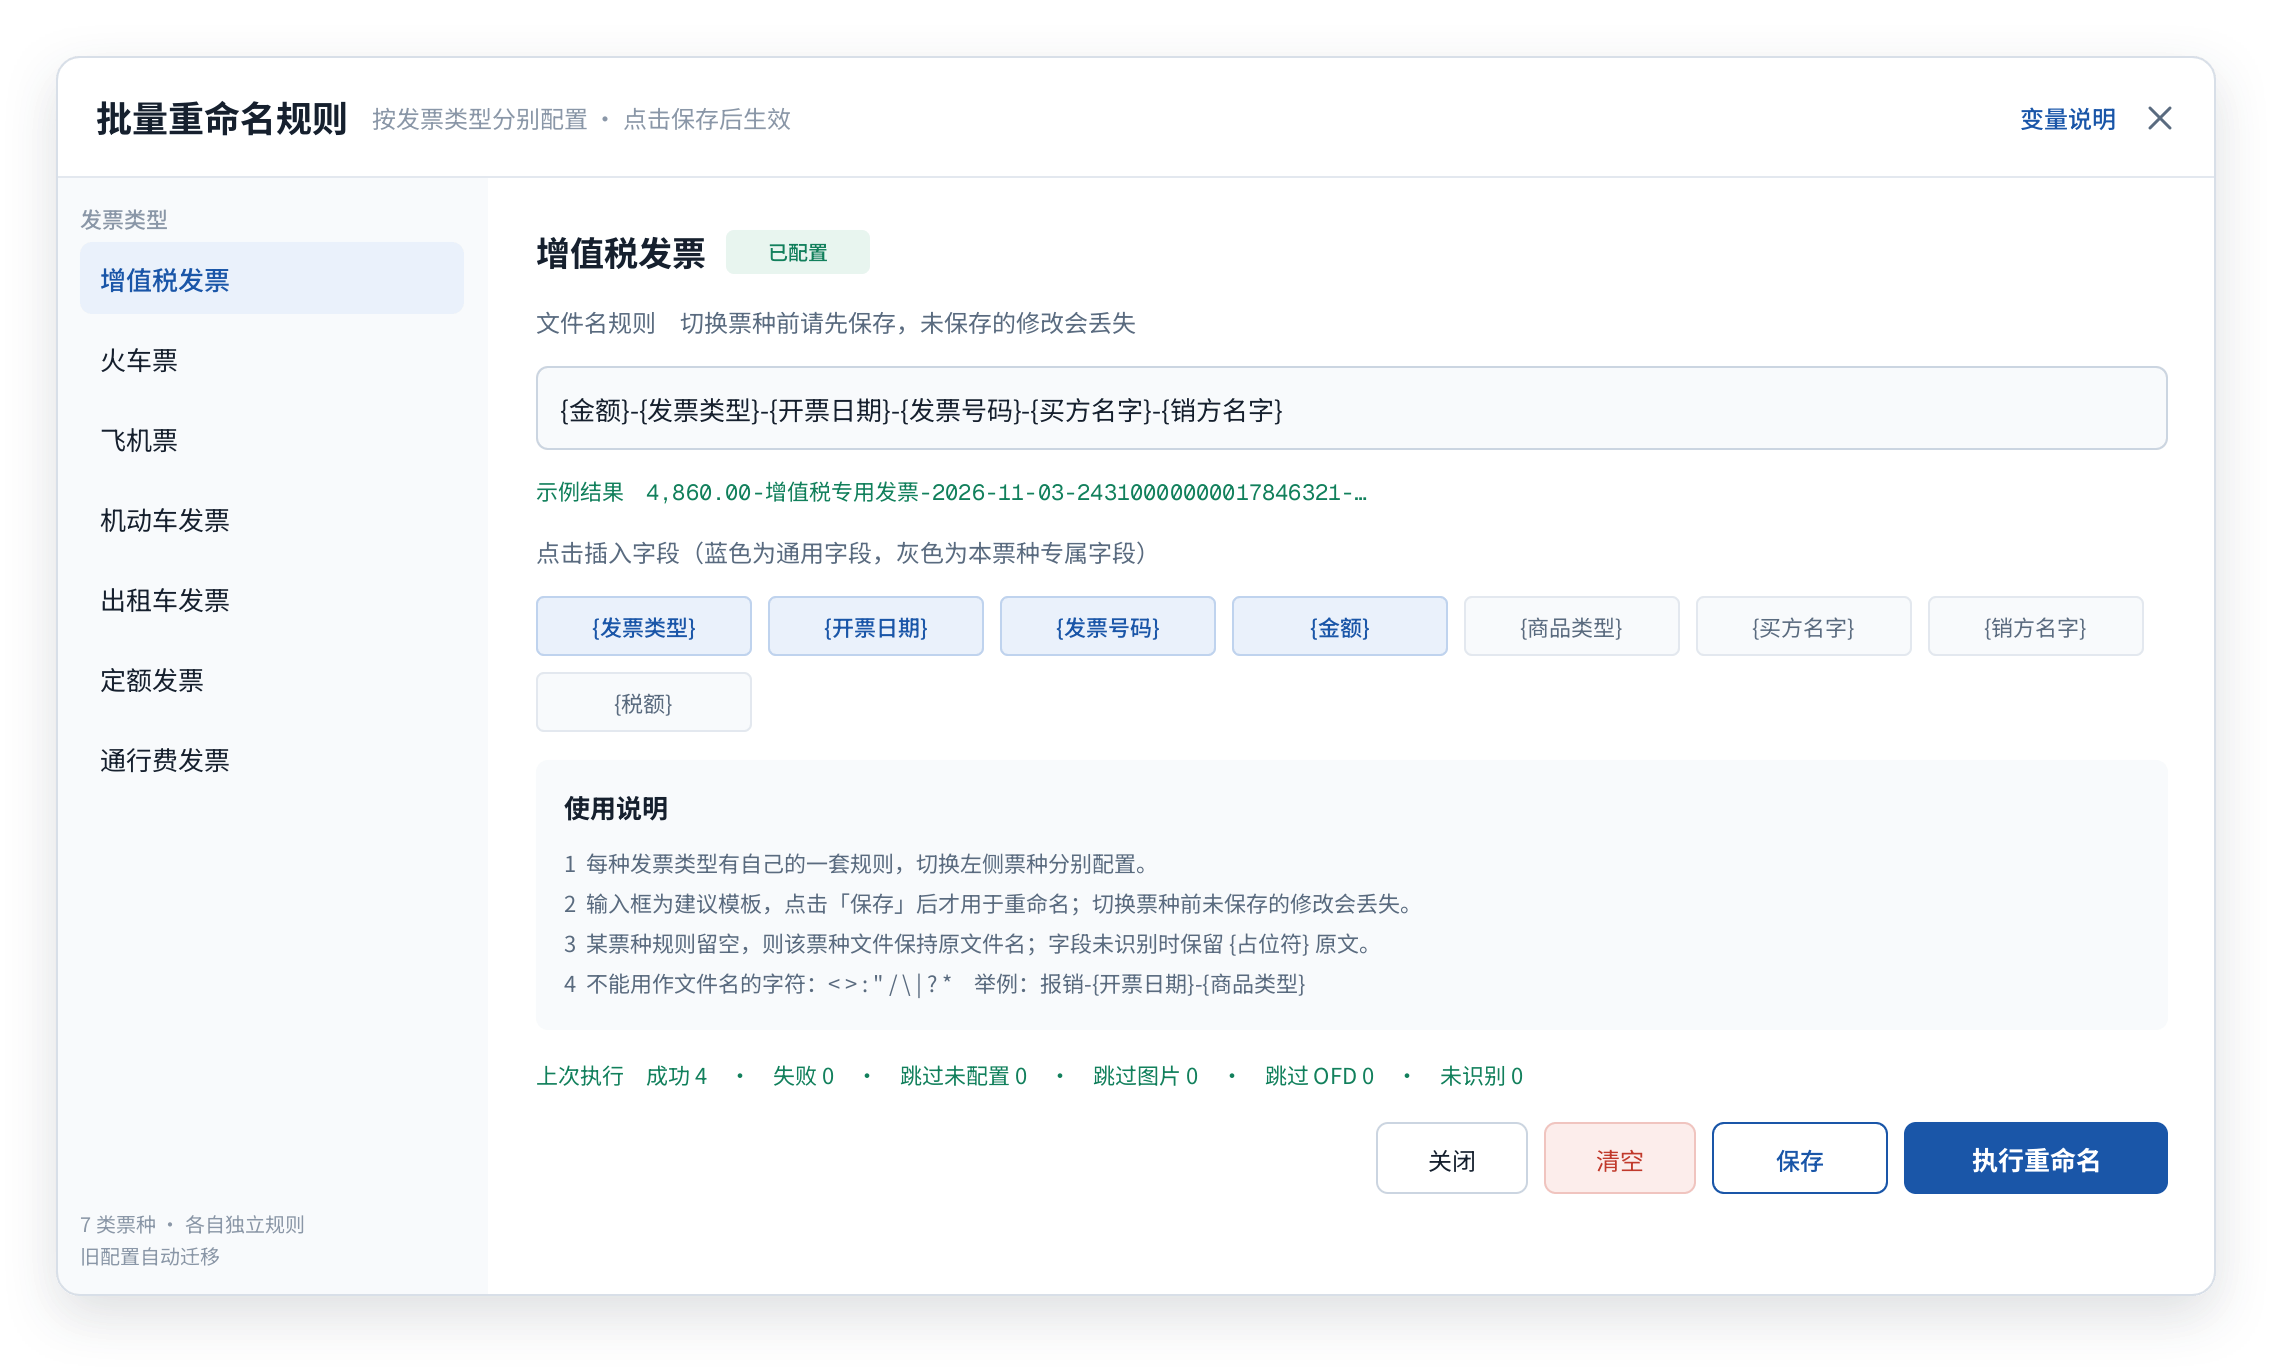 批量重命名规则 按发票类型分别配置 · 点击保存后生效 变量说明
发票类型
增值税发票
火车票
飞机票
机动车发票
出租车发票
定额发票
通行费发票
7 类票种 · 各自独立规则
旧配置自动迁移
增值税发票 已配置
文件名规则 切换票种前请先保存，未保存的修改会丢失
{金额}-{发票类型}-{开票日期}-{发票号码}-{买方名字}-{销方名字}
示例结果 4,860.00-增值税专用发票-2026-11-03-24310000000017846321-…
点击插入字段（蓝色为通用字段，灰色为本票种专属字段）
{发票类型} {开票日期} {发票号码} {金额} {商品类型} {买方名字} {销方名字}
{税额}
使用说明
1 每种发票类型有自己的一套规则，切换左侧票种分别配置。
2 输入框为建议模板，点击「保存」后才用于重命名；切换票种前未保存的修改会丢失。
3 某票种规则留空，则该票种文件保持原文件名；字段未识别时保留 {占位符} 原文。
4 不能用作文件名的字符：< > : " / \ | ? * 举例：报销-{开票日期}-{商品类型}
上次执行 成功 4 · 失败 0 · 跳过未配置 0 · 跳过图片 0 · 跳过 OFD 0 · 未识别 0
关闭 清空 保存 执行重命名